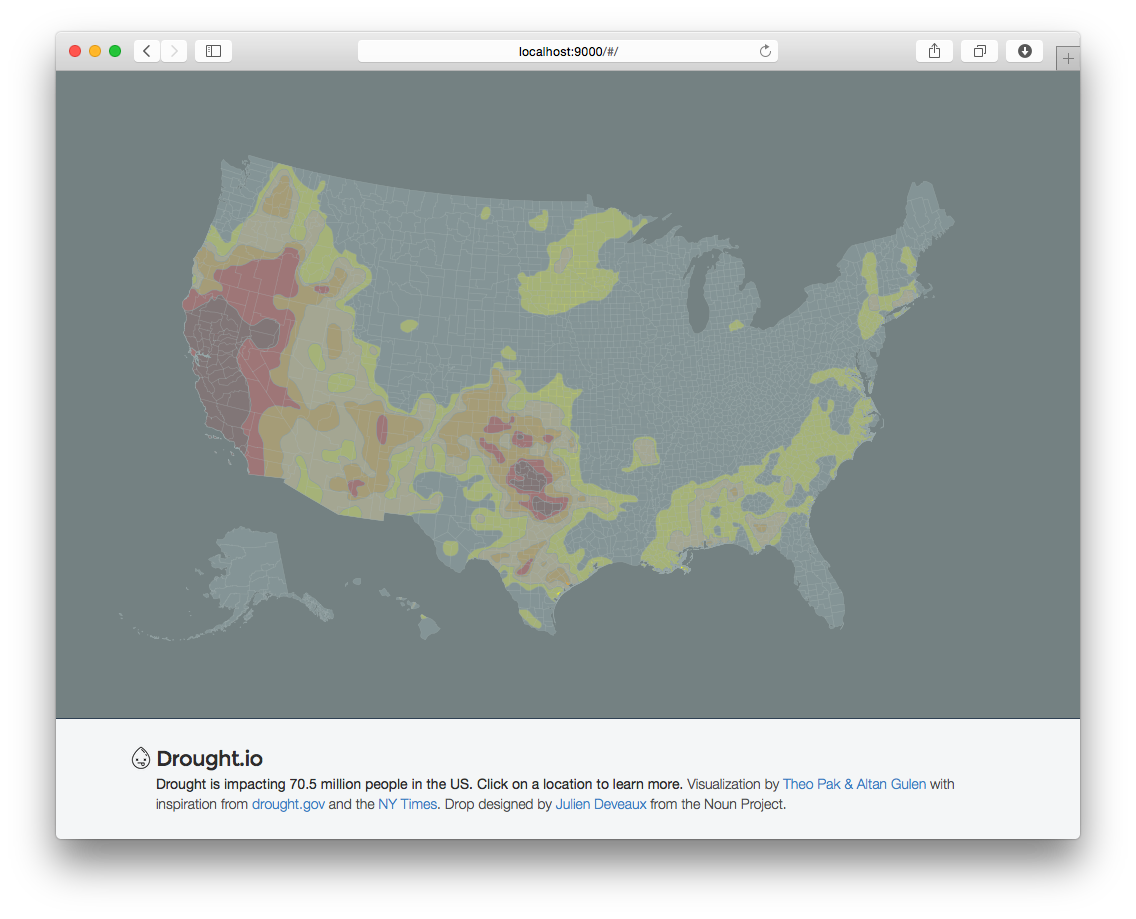 localhost:9000/#/
Drought.io
Drought is impacting 70.5 million people in the US. Click on a location to learn more. Visualization by Theo Pak & Altan Gulen with
inspiration from drought.gov and the NY Times. Drop designed by Julien Deveaux from the Noun Project.